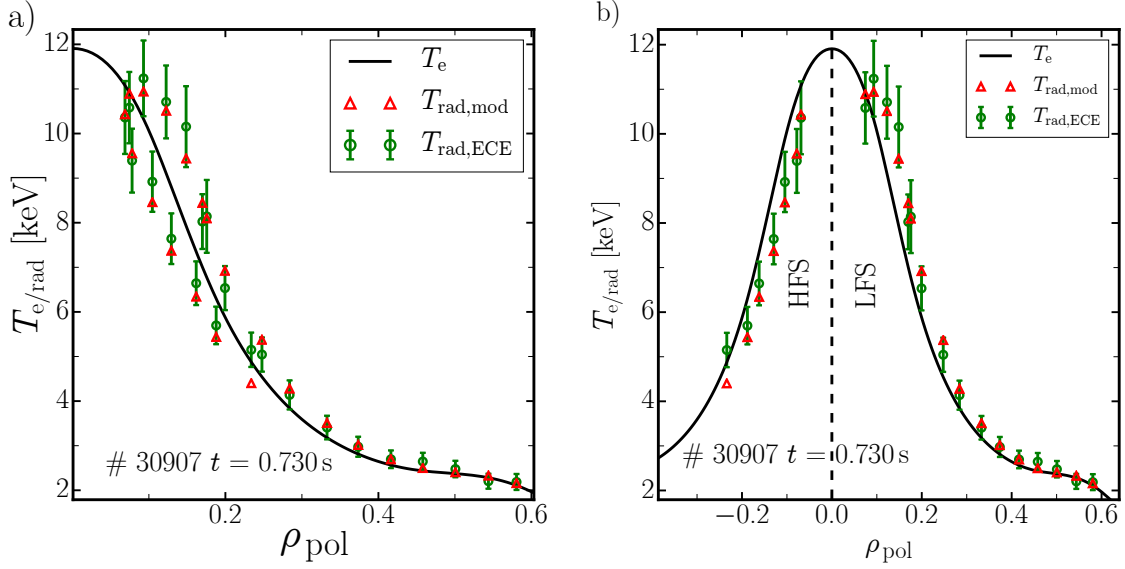 a)
12
10
8
6
4
2
T_e/rad [keV]
T_e
T_rad,mod
T_rad,ECE
# 30907 t = 0.730 s
0.2
0.4
0.6
ρ_pol
b)
12
10
8
6
4
2
T_e/rad [keV]
T_e
T_rad,mod
T_rad,ECE
HFS
LFS
# 30907 t = 0.730 s
−0.2
0.0
0.2
0.4
0.6
ρ_pol